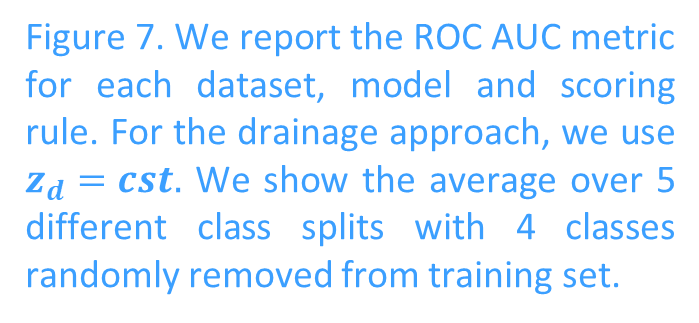 Figure 7. We report the ROC AUC metric
for each dataset, model and scoring
rule. For the drainage approach, we use
z_d = cst. We show the average over 5
different class splits with 4 classes
randomly removed from training set.